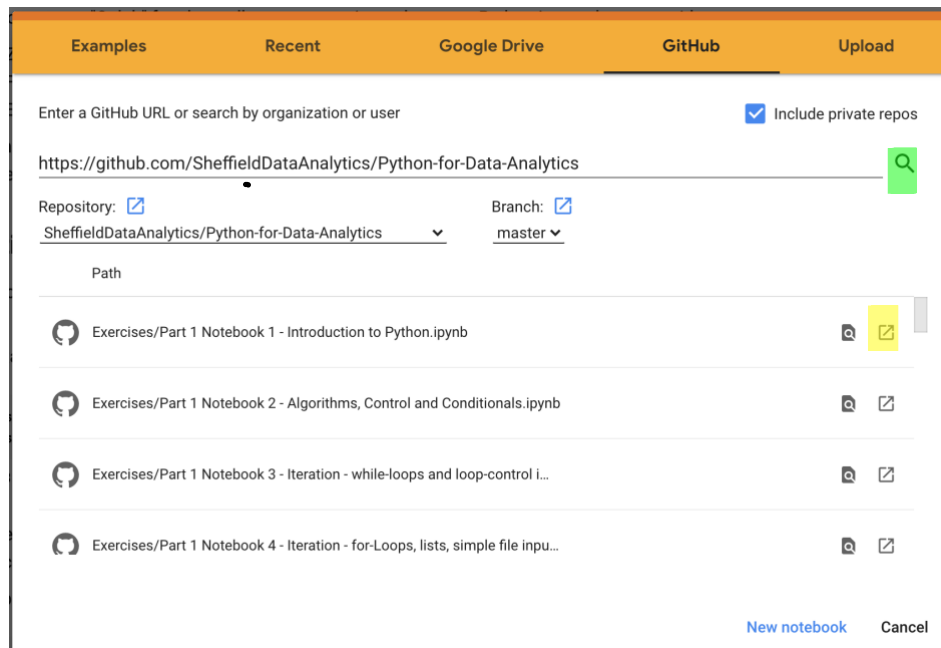 Examples Recent Google Drive GitHub Upload
Enter a GitHub URL or search by organization or user Include private repos
https://github.com/SheffieldDataAnalytics/Python-for-Data-Analytics
Repository: Branch:
SheffieldDataAnalytics/Python-for-Data-Analytics master
Path
Exercises/Part 1 Notebook 1 - Introduction to Python.ipynb
Exercises/Part 1 Notebook 2 - Algorithms, Control and Conditionals.ipynb
Exercises/Part 1 Notebook 3 - Iteration - while-loops and loop-control i...
Exercises/Part 1 Notebook 4 - Iteration - for-Loops, lists, simple file inpu...
New notebook Cancel